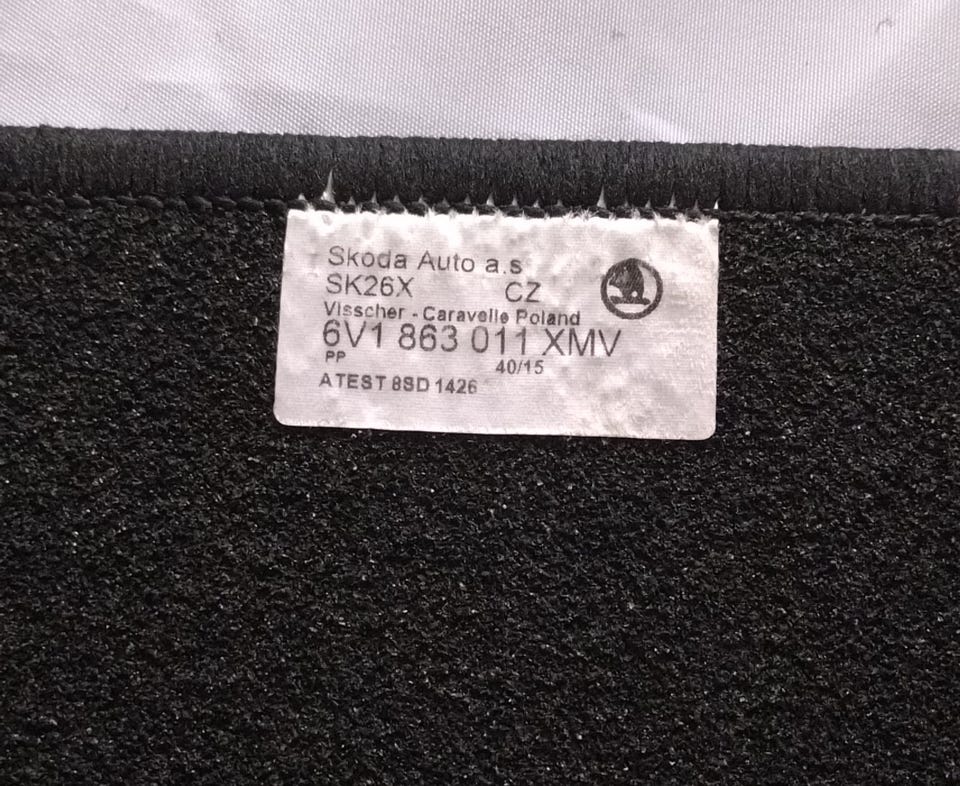 Skoda Auto a.s
SK26X CZ
Visscher - Caravelle Poland
6V1 863 011 XMV
PP 40/15
ATEST 8SD 1426